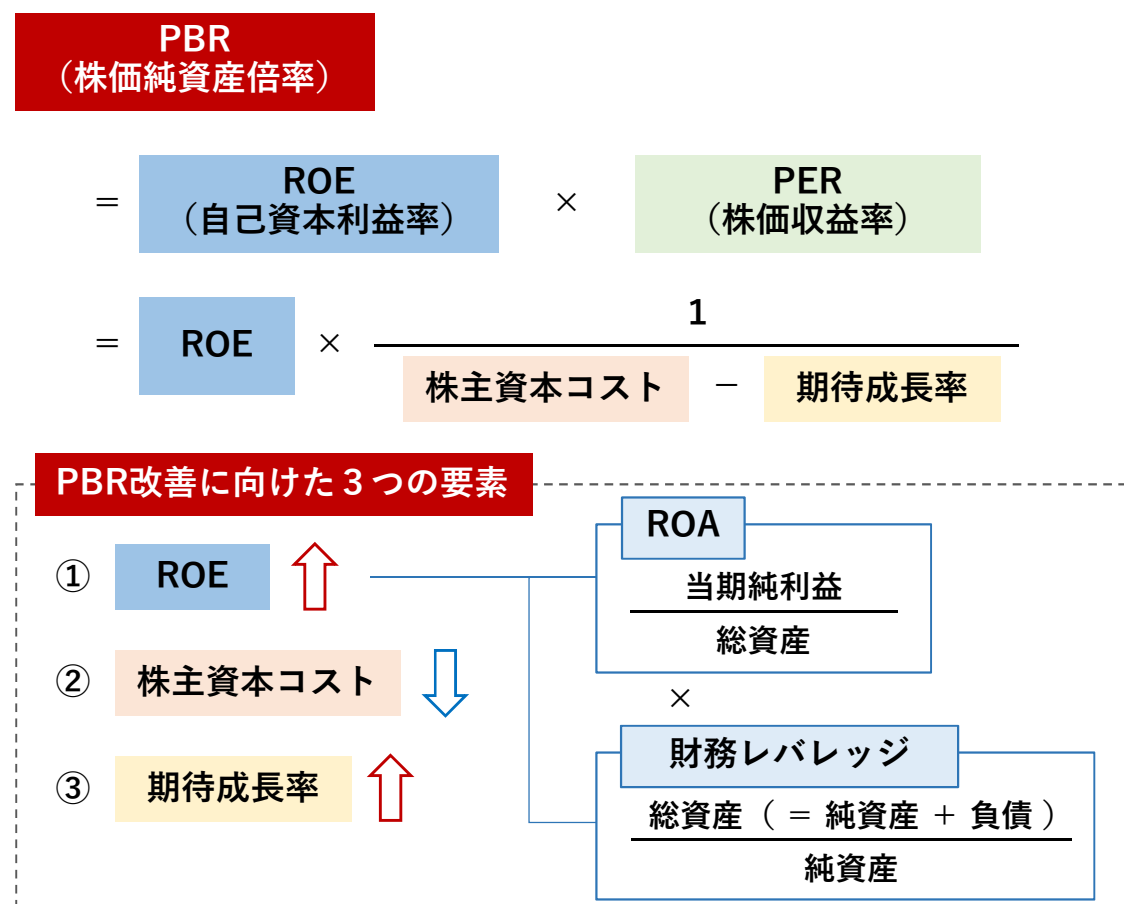 PBR
（株価純資産倍率）
＝ ROE × PER
（自己資本利益率） （株価収益率）
1
＝ ROE ×
株主資本コスト － 期待成長率
PBR改善に向けた３つの要素
① ROE
② 株主資本コスト
③ 期待成長率
ROA
当期純利益
総資産
×
財務レバレッジ
総資産（ ＝ 純資産 ＋ 負債 ）
純資産